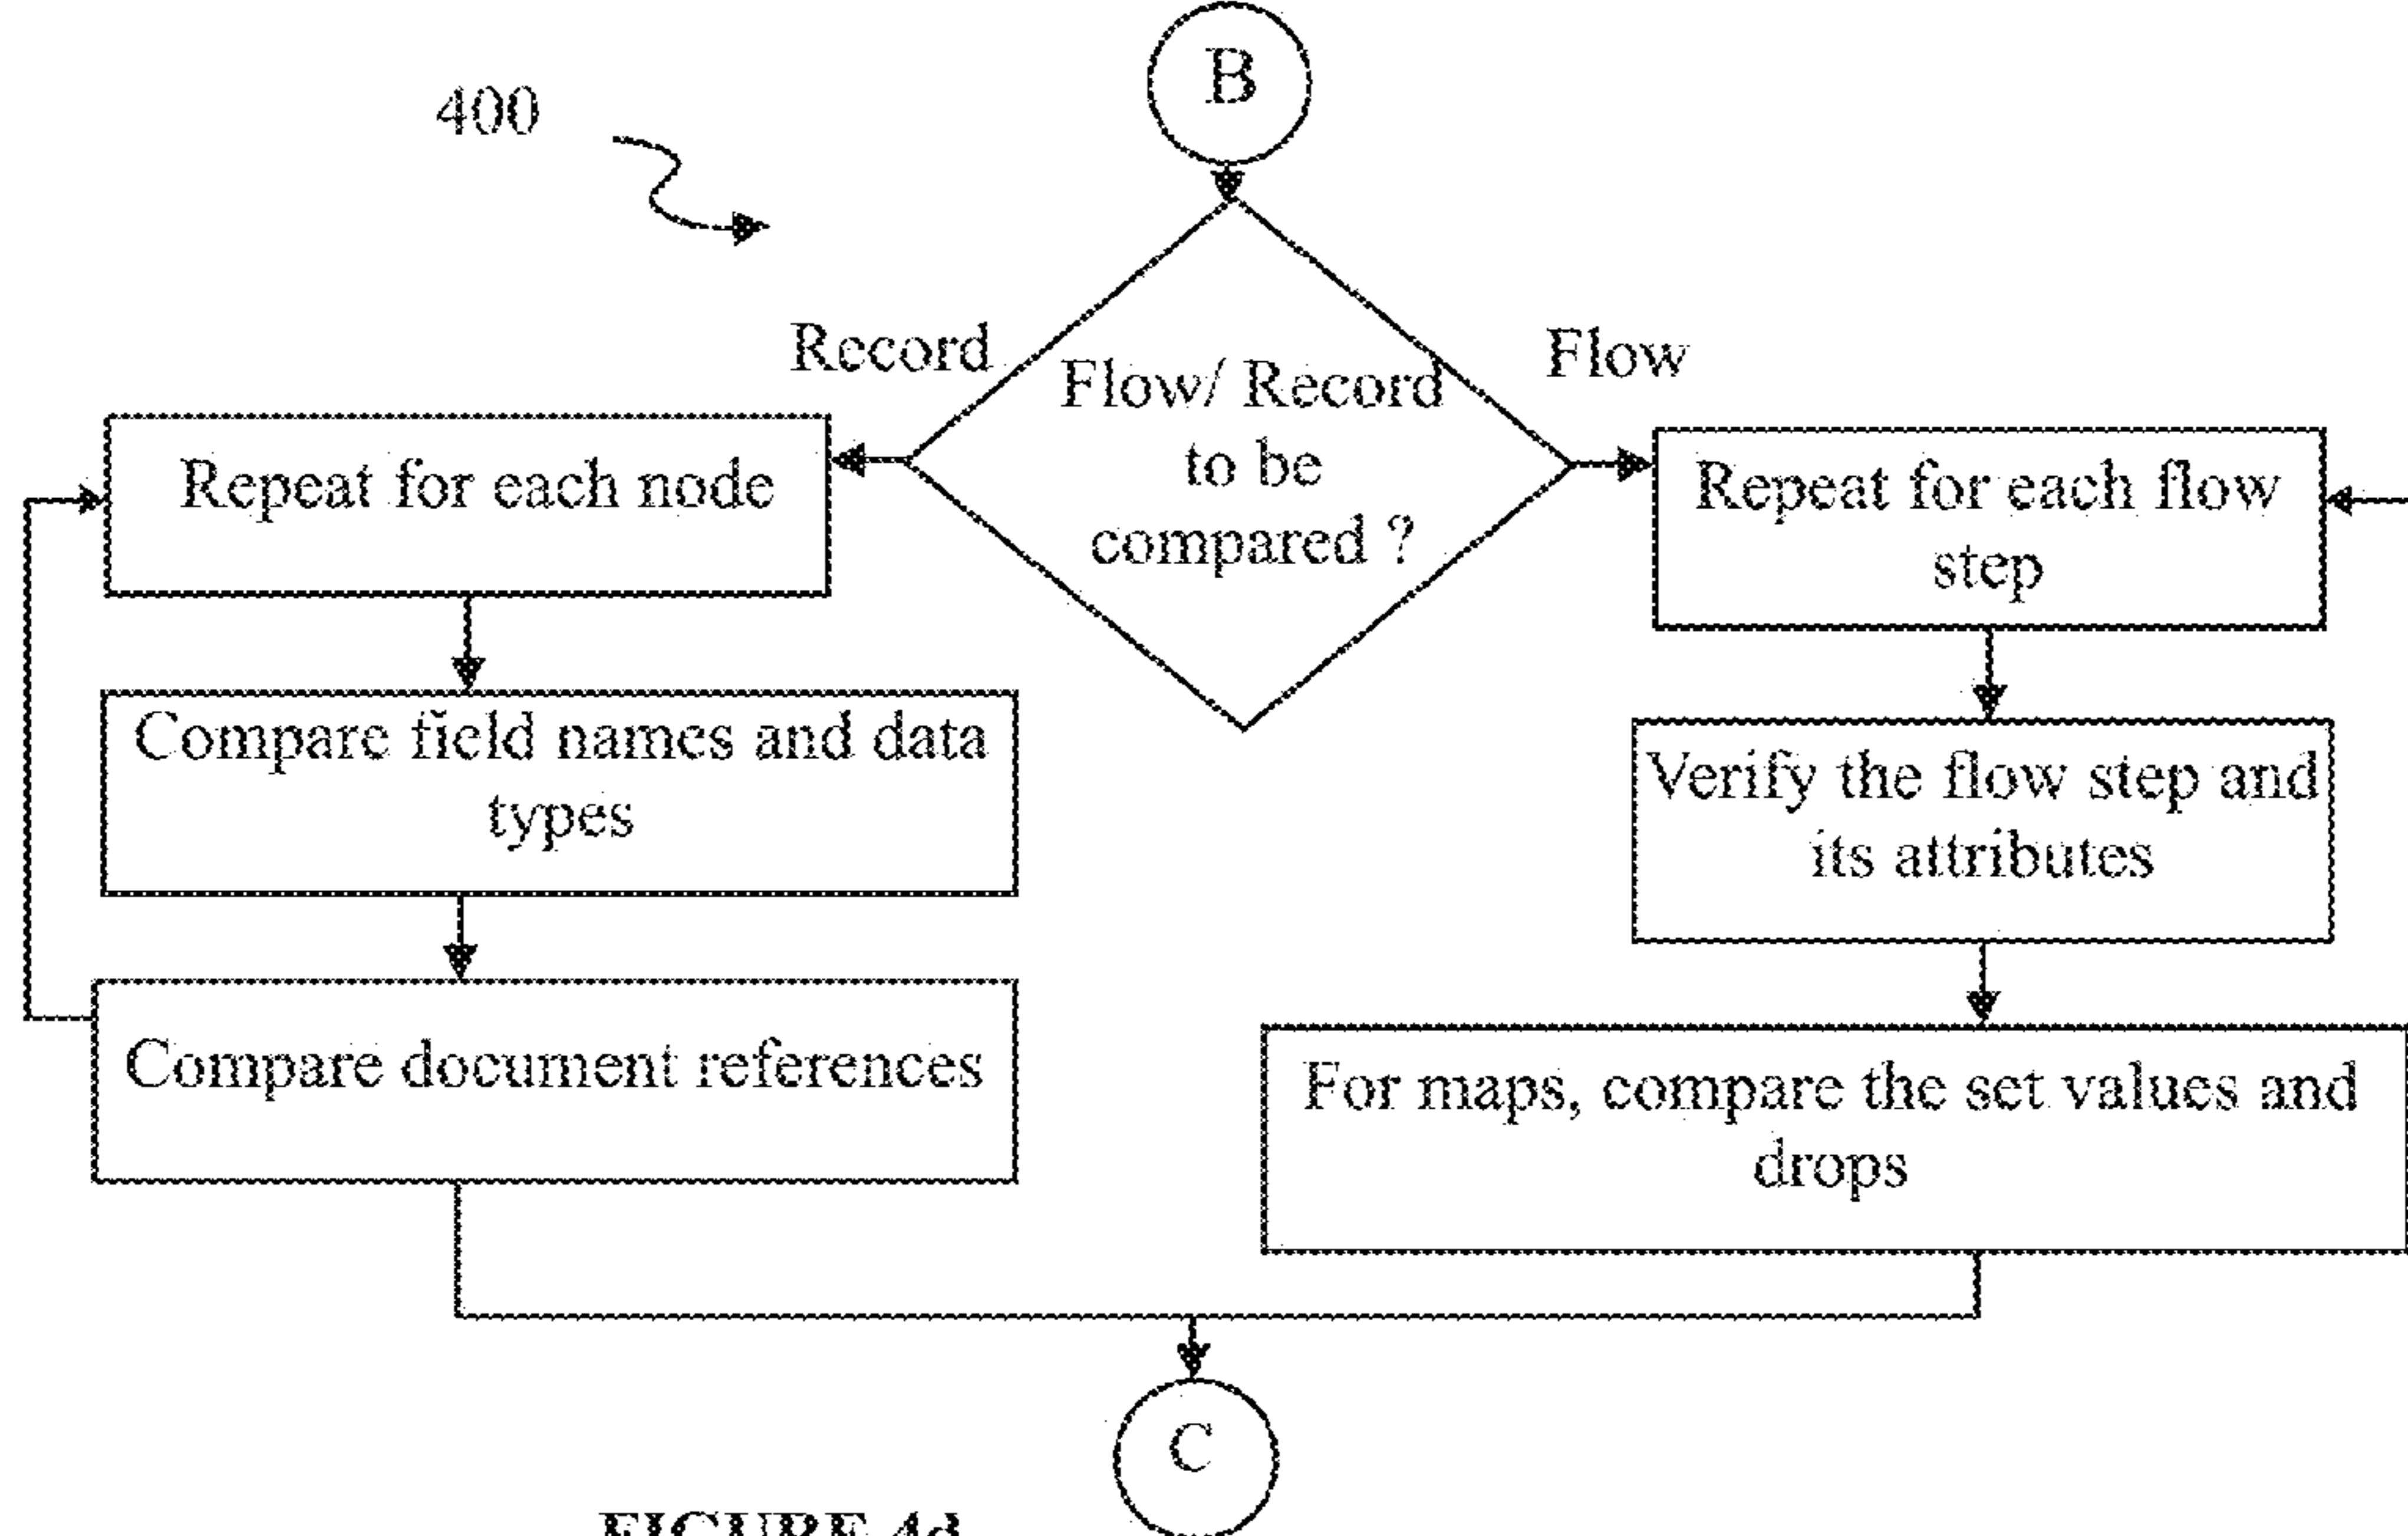 B
400
Record
Flow
Flow/ Record
to be
compared ?
Repeat for each node
Repeat for each flow
step
Compare field names and data
types
Verify the flow step and
its attributes
Compare document references
For maps, compare the set values and
drops
C
FIGURE 4d